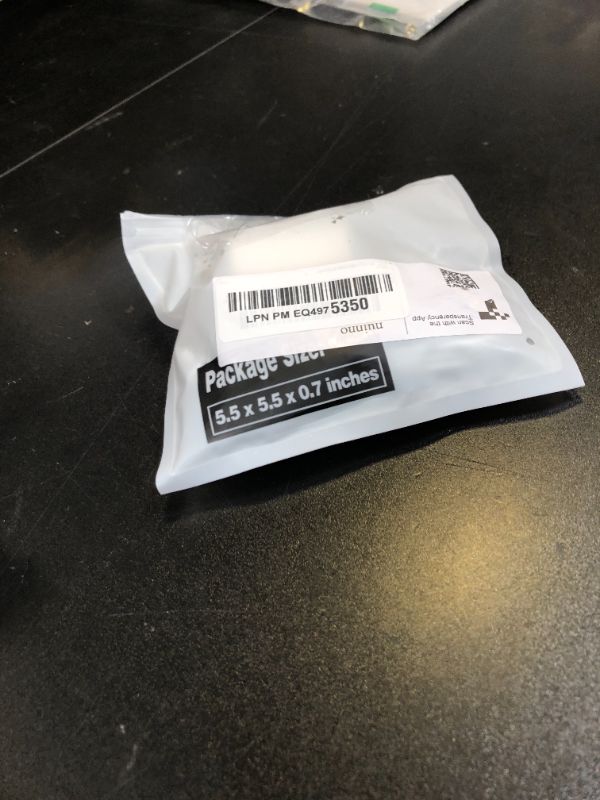 LPN PM EQ4975350
nuinno
Scan with the
Transparency App
Package Size:
5.5 x 5.5 x 0.7 inches